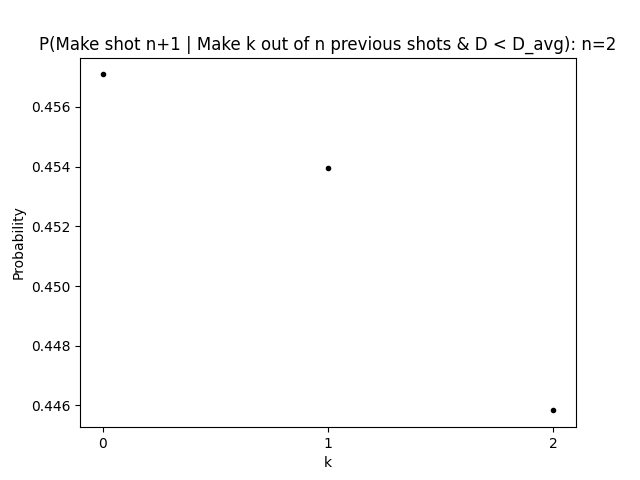 P(Make shot n+1 | Make k out of n previous shots & D < D_avg): n=2
0.456
0.454
0.452
0.450
0.448
0.446
Probability
0 1 2
k